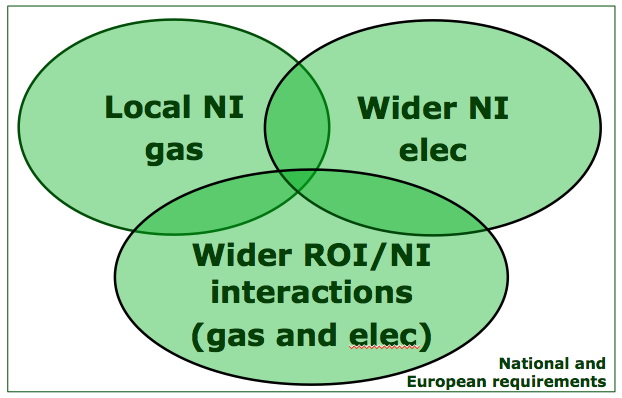 Local NI
gas
Wider NI
elec
Wider ROI/NI
interactions
(gas and elec)
National and
European requirements